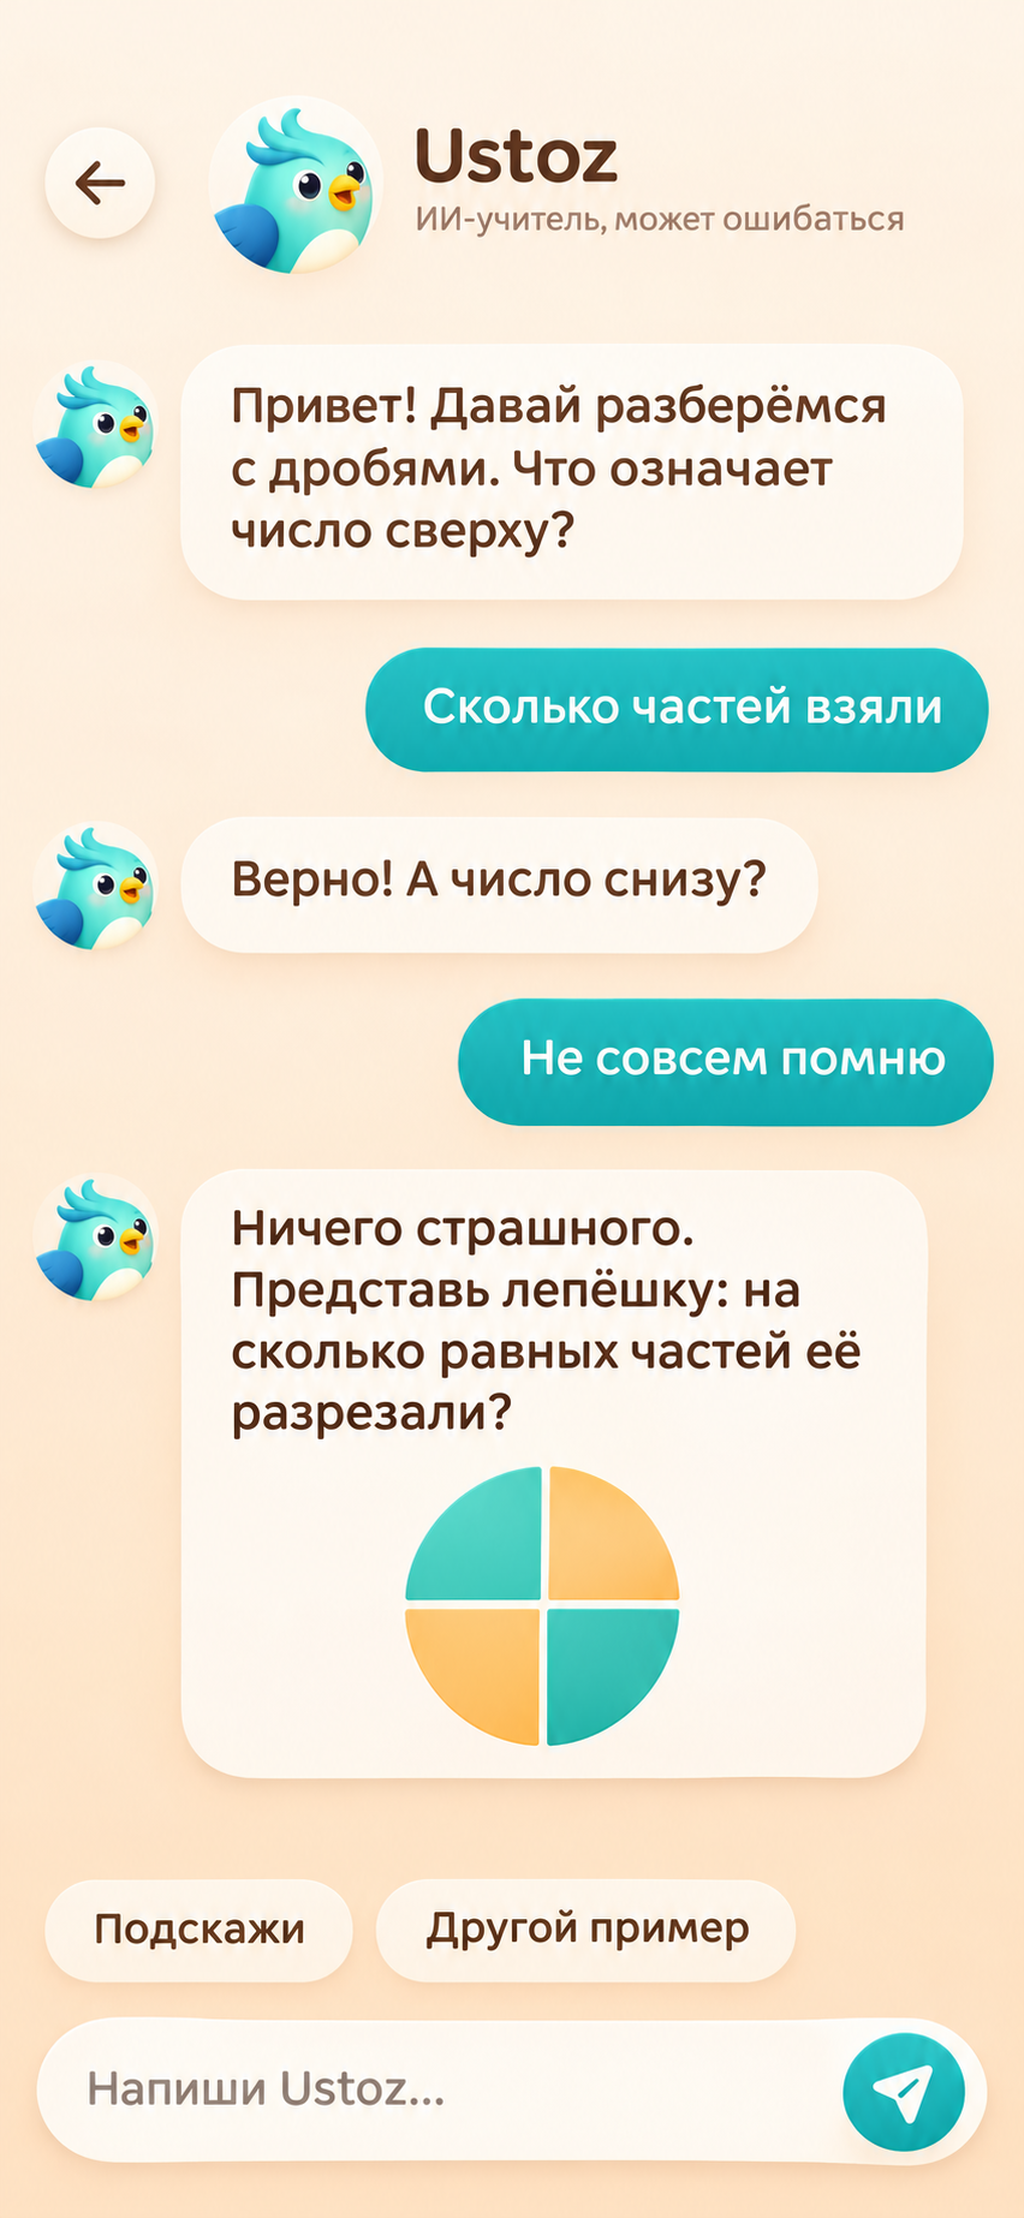 Ustoz
ИИ-учитель, может ошибаться
Привет! Давай разберёмся
с дробями. Что означает
число сверху?
Сколько частей взяли
Верно! А число снизу?
Не совсем помню
Ничего страшного.
Представь лепёшку: на
сколько равных частей её
разрезали?
Подскажи
Другой пример
Напиши Ustoz...